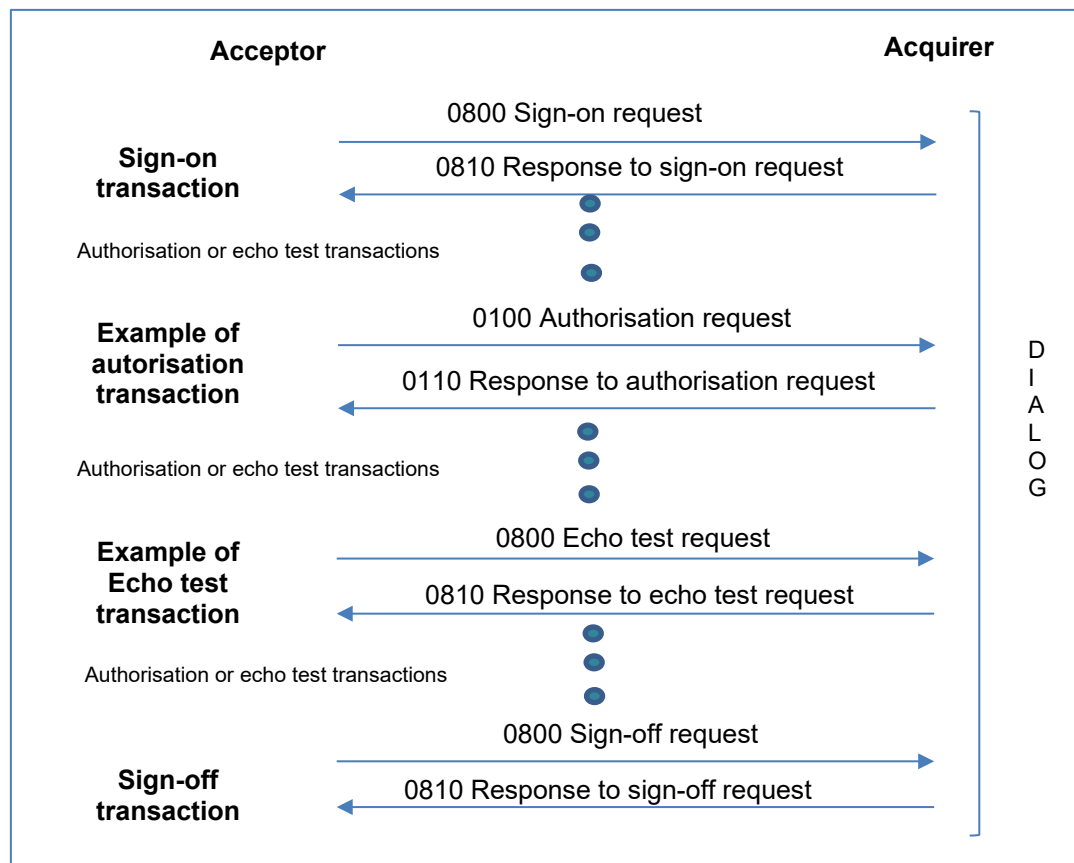 Acceptor
Acquirer
0800 Sign-on request
Sign-on
transaction
0810 Response to sign-on request
Authorisation or echo test transactions
0100 Authorisation request
Example of
autorisation
transaction
0110 Response to authorisation request
Authorisation or echo test transactions
0800 Echo test request
Example of
Echo test
transaction
0810 Response to echo test request
Authorisation or echo test transactions
0800 Sign-off request
Sign-off
transaction
0810 Response to sign-off request
D
I
A
L
O
G